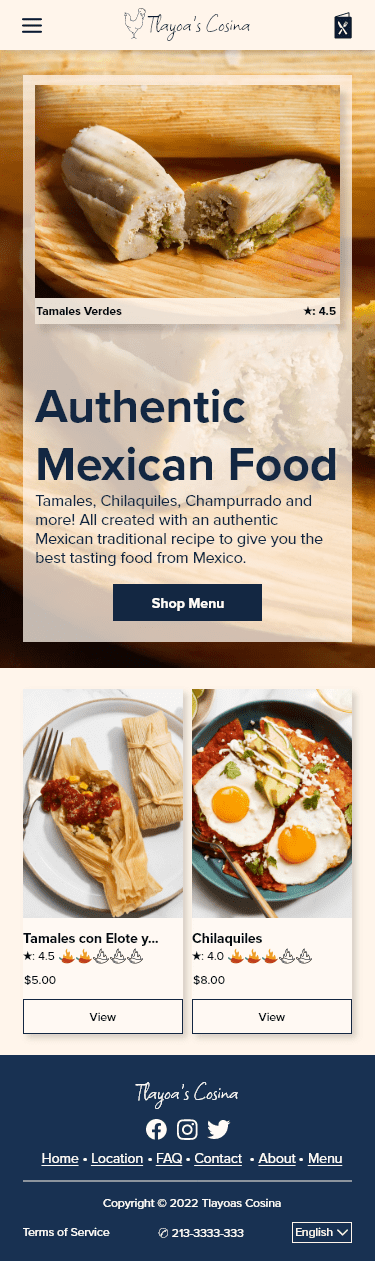 Tlayoa's Cosina
Tamales Verdes ★: 4.5
Authentic
Mexican Food
Tamales, Chilaquiles, Champurrado and
more! All created with an authentic
Mexican traditional recipe to give you the
best tasting food from Mexico.
Shop Menu
Tamales con Elote y...
★: 4.5
$5.00
View
Chilaquiles
★: 4.0
$8.00
View
Tlayoa's Cosina
Home • Location • FAQ • Contact • About • Menu
Copyright © 2022 Tlayoas Cosina
Terms of Service ✆ 213-3333-333 English